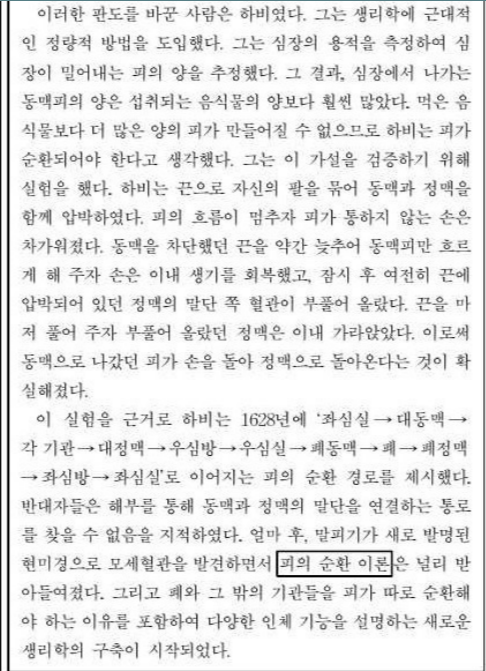 이러한 판도를 바꾼 사람은 하비였다. 그는 생리학에 근대적
인 정량적 방법을 도입했다. 그는 심장의 용적을 측정하여 심
장이 밀어내는 피의 양을 추정했다. 그 결과, 심장에서 나가는
동맥피의 양은 섭취되는 음식물의 양보다 훨씬 많았다. 먹은 음
식물보다 더 많은 양의 피가 만들어질 수 없으므로 하비는 피가
순환되어야 한다고 생각했다. 그는 이 가설을 검증하기 위해
실험을 했다. 하비는 끈으로 자신의 팔을 묶어 동맥과 정맥을
함께 압박하였다. 피의 흐름이 멈추자 피가 통하지 않는 손은
차가워졌다. 동맥을 차단했던 끈을 약간 늦추어 동맥피만 흐르
게 해 주자 손은 이내 생기를 회복했고, 잠시 후 여전히 끈에
압박되어 있던 정맥의 말단 쪽 혈관이 부풀어 올랐다. 끈을 마
저 풀어 주자 부풀어 올랐던 정맥은 이내 가라앉았다. 이로써
동맥으로 나갔던 피가 손을 돌아 정맥으로 돌아온다는 것이 확
실해졌다.
이 실험을 근거로 하비는 1628년에 '좌심실→대동맥→
각 기관→대정맥→우심방→우심실→폐동맥→폐→폐정맥
→좌심방→좌심실'로 이어지는 피의 순환 경로를 제시했다.
반대자들은 해부를 통해 동맥과 정맥의 말단을 연결하는 통로
를 찾을 수 없음을 지적하였다. 얼마 후, 말피기가 새로 발명된
현미경으로 모세혈관을 발견하면서 피의 순환 이론은 널리 받
아들여졌다. 그리고 폐와 그 밖의 기관들을 피가 따로 순환해
야 하는 이유를 포함하여 다양한 인체 기능을 설명하는 새로운
생리학의 구축이 시작되었다.